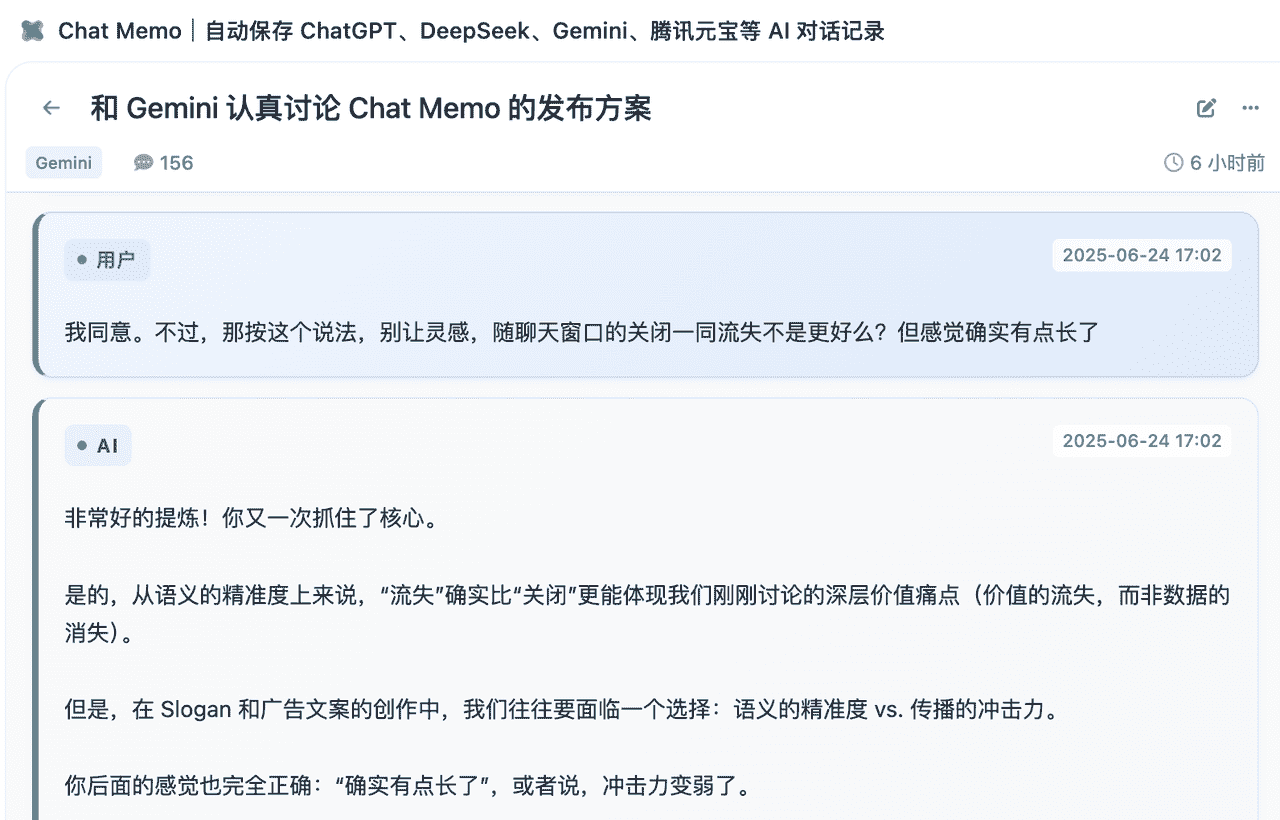 Chat Memo｜自动保存 ChatGPT、DeepSeek、Gemini、腾讯元宝等 AI 对话记录
和 Gemini 认真讨论 Chat Memo 的发布方案
Gemini 156 6 小时前
用户 2025-06-24 17:02
我同意。不过，那按这个说法，别让灵感，随聊天窗口的关闭一同流失不是更好么？但感觉确实有点长了
AI 2025-06-24 17:02
非常好的提炼！你又一次抓住了核心。
是的，从语义的精准度上来说，“流失”确实比“关闭”更能体现我们刚刚讨论的深层价值痛点（价值的流失，而非数据的
消失）。
但是，在 Slogan 和广告文案的创作中，我们往往要面临一个选择：语义的精准度 vs. 传播的冲击力。
你后面的感觉也完全正确：“确实有点长了”，或者说，冲击力变弱了。